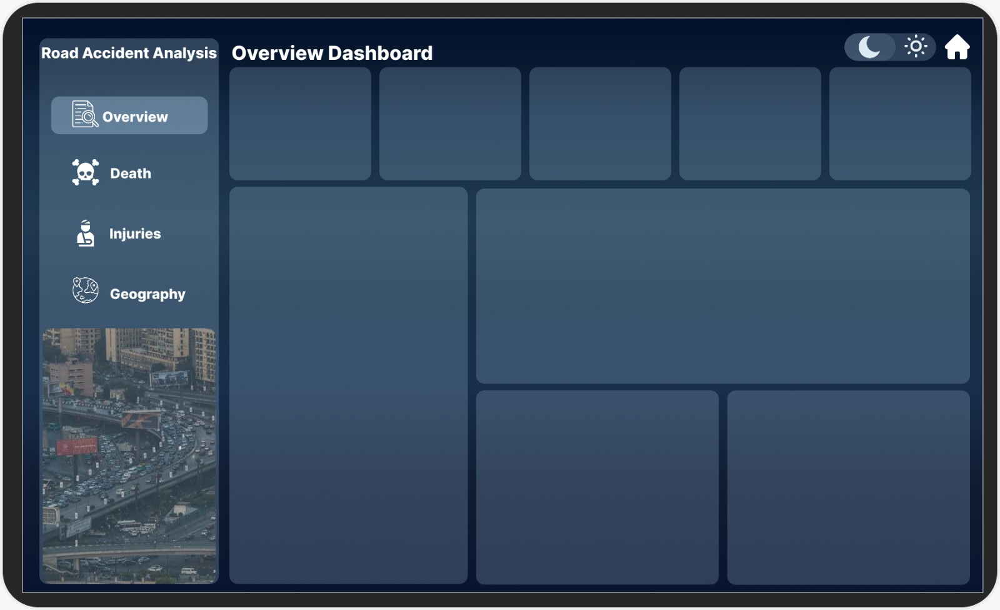 Road Accident Analysis
Overview Dashboard
Overview
Death
Injuries
Geography